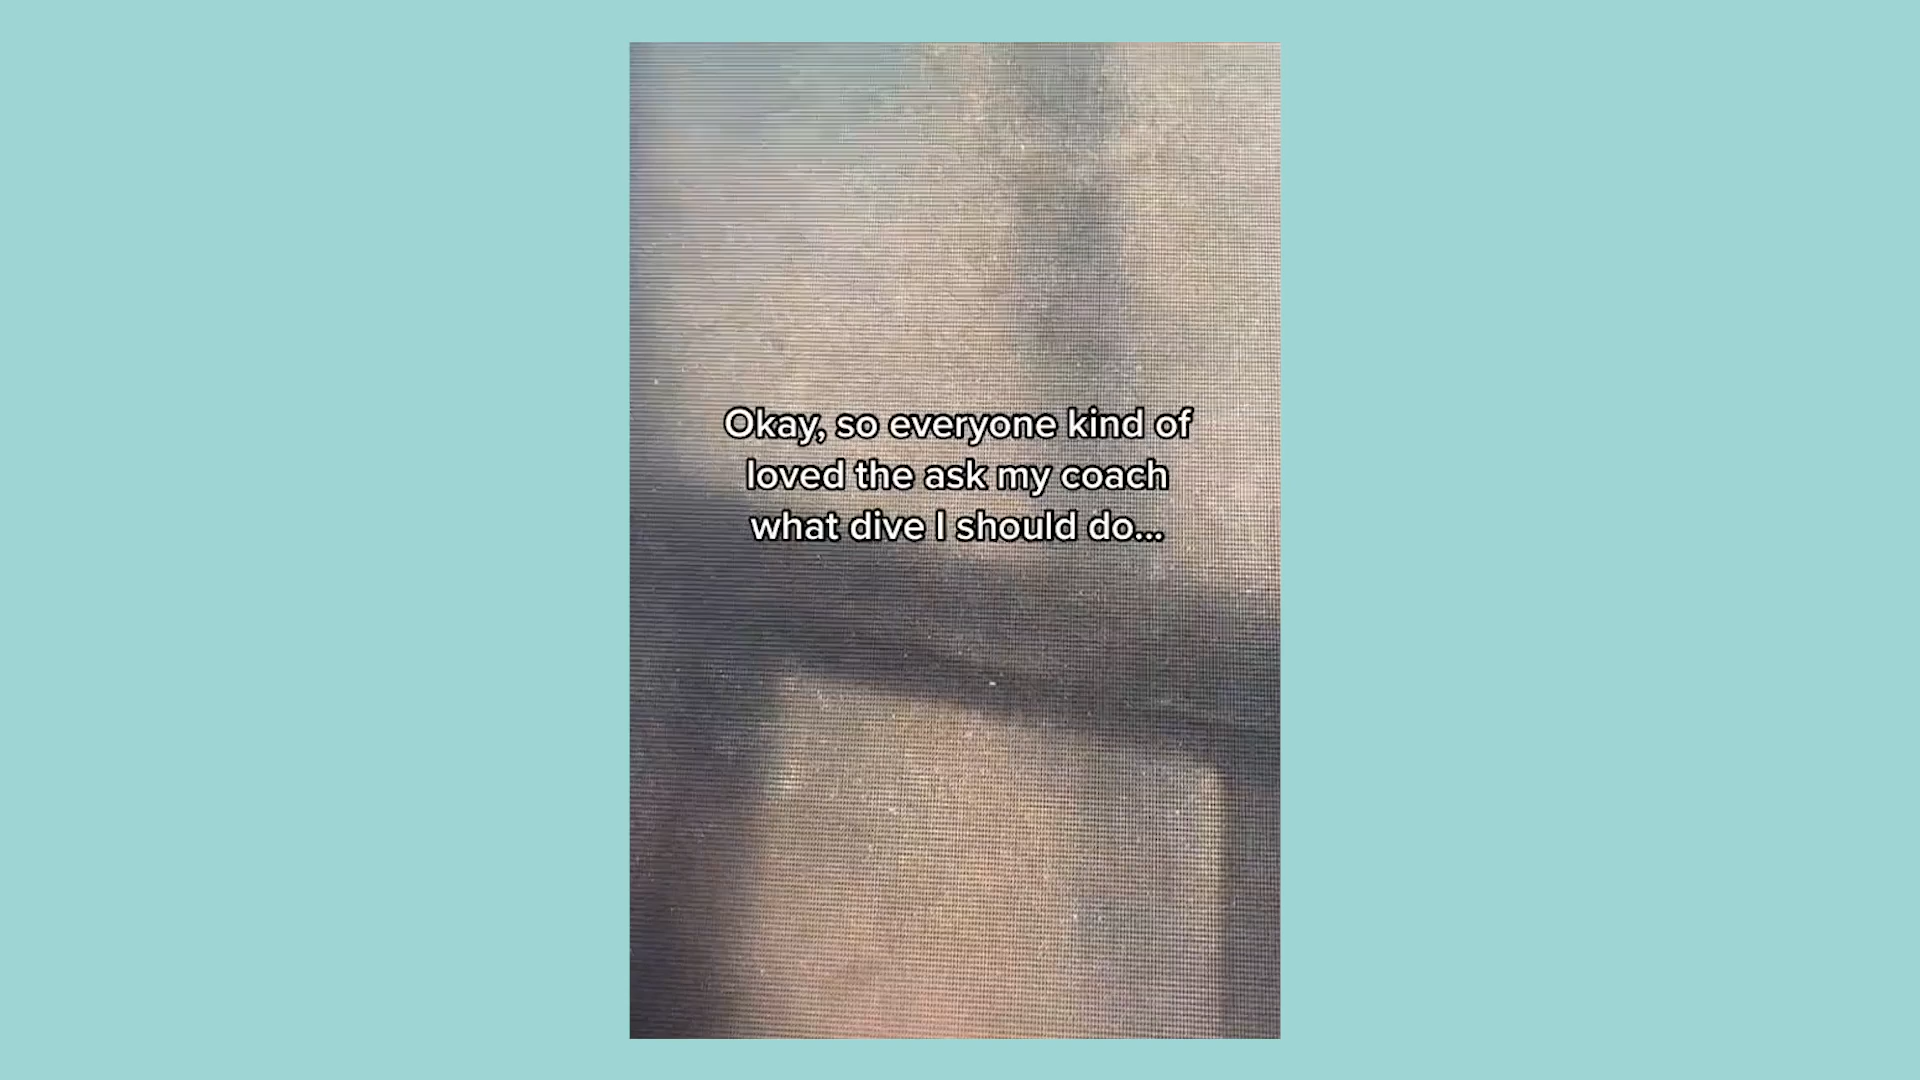 Okay, so everyone kind of
loved the ask my coach
what dive I should do...